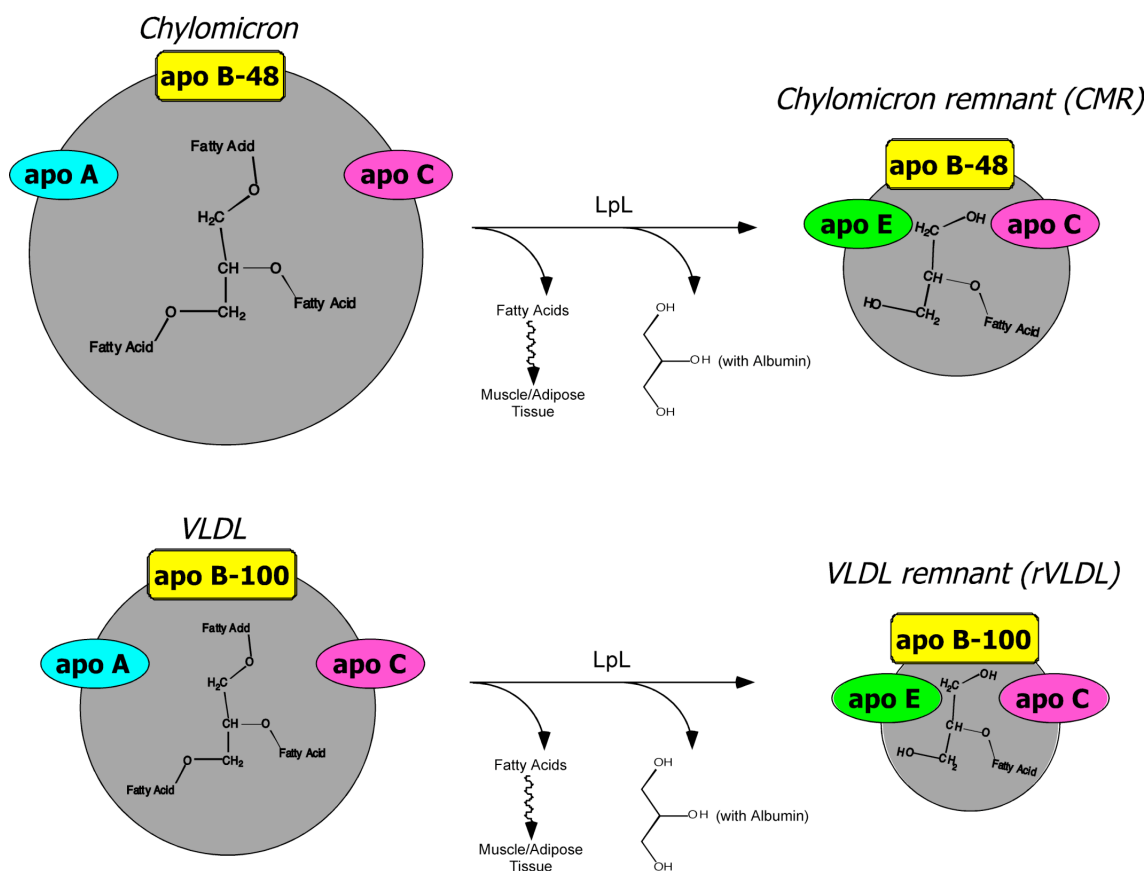 Chylomicron
apo B-48
apo A
apo C
Fatty Acid
O
H2C
CH
O
O
CH2
Fatty Acid
Fatty Acid
LpL
Fatty Acids
Muscle/Adipose
Tissue
OH
OH (with Albumin)
OH
Chylomicron remnant (CMR)
apo B-48
apo E
apo C
H2C
OH
CH
O
HO
CH2
Fatty Acid
VLDL
apo B-100
apo A
apo C
Fatty Acid
O
H2C
CH
O
O
CH2
Fatty Acid
Fatty Acid
LpL
Fatty Acids
Muscle/Adipose
Tissue
OH
OH (with Albumin)
OH
VLDL remnant (rVLDL)
apo B-100
apo E
apo C
H2C
OH
CH
O
HO
CH2
Fatty Acid